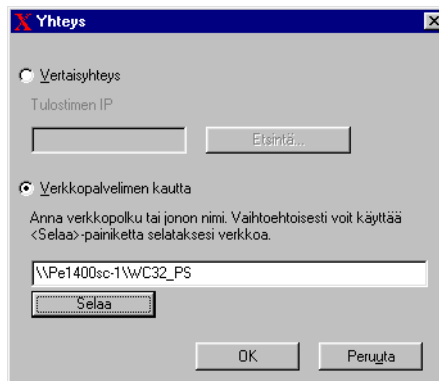 Yhteys
Vertaisyhteys
Tulostimen IP
Etsintä...
Verkkopalvelimen kautta
Anna verkkopolku tai jonon nimi. Vaihtoehtoisesti voit käyttää
<Selaa>-painiketta selataksesi verkkoa.
\\Pe1400sc-1\WC32_PS
Selaa
OK
Peruuta